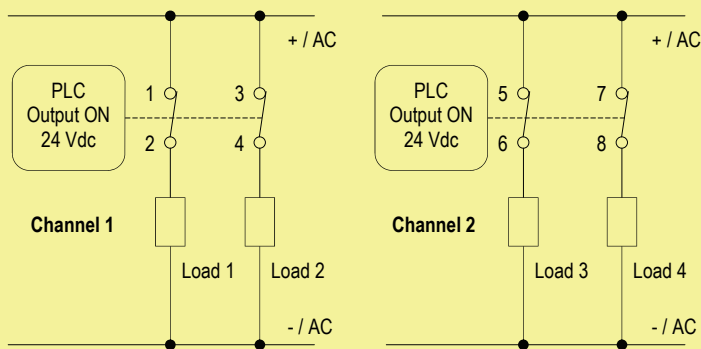 + / AC
PLC
Output ON
24 Vdc
1
3
2
4
Channel 1
Load 1
Load 2
- / AC
+ / AC
PLC
Output ON
24 Vdc
5
7
6
8
Channel 2
Load 3
Load 4
- / AC